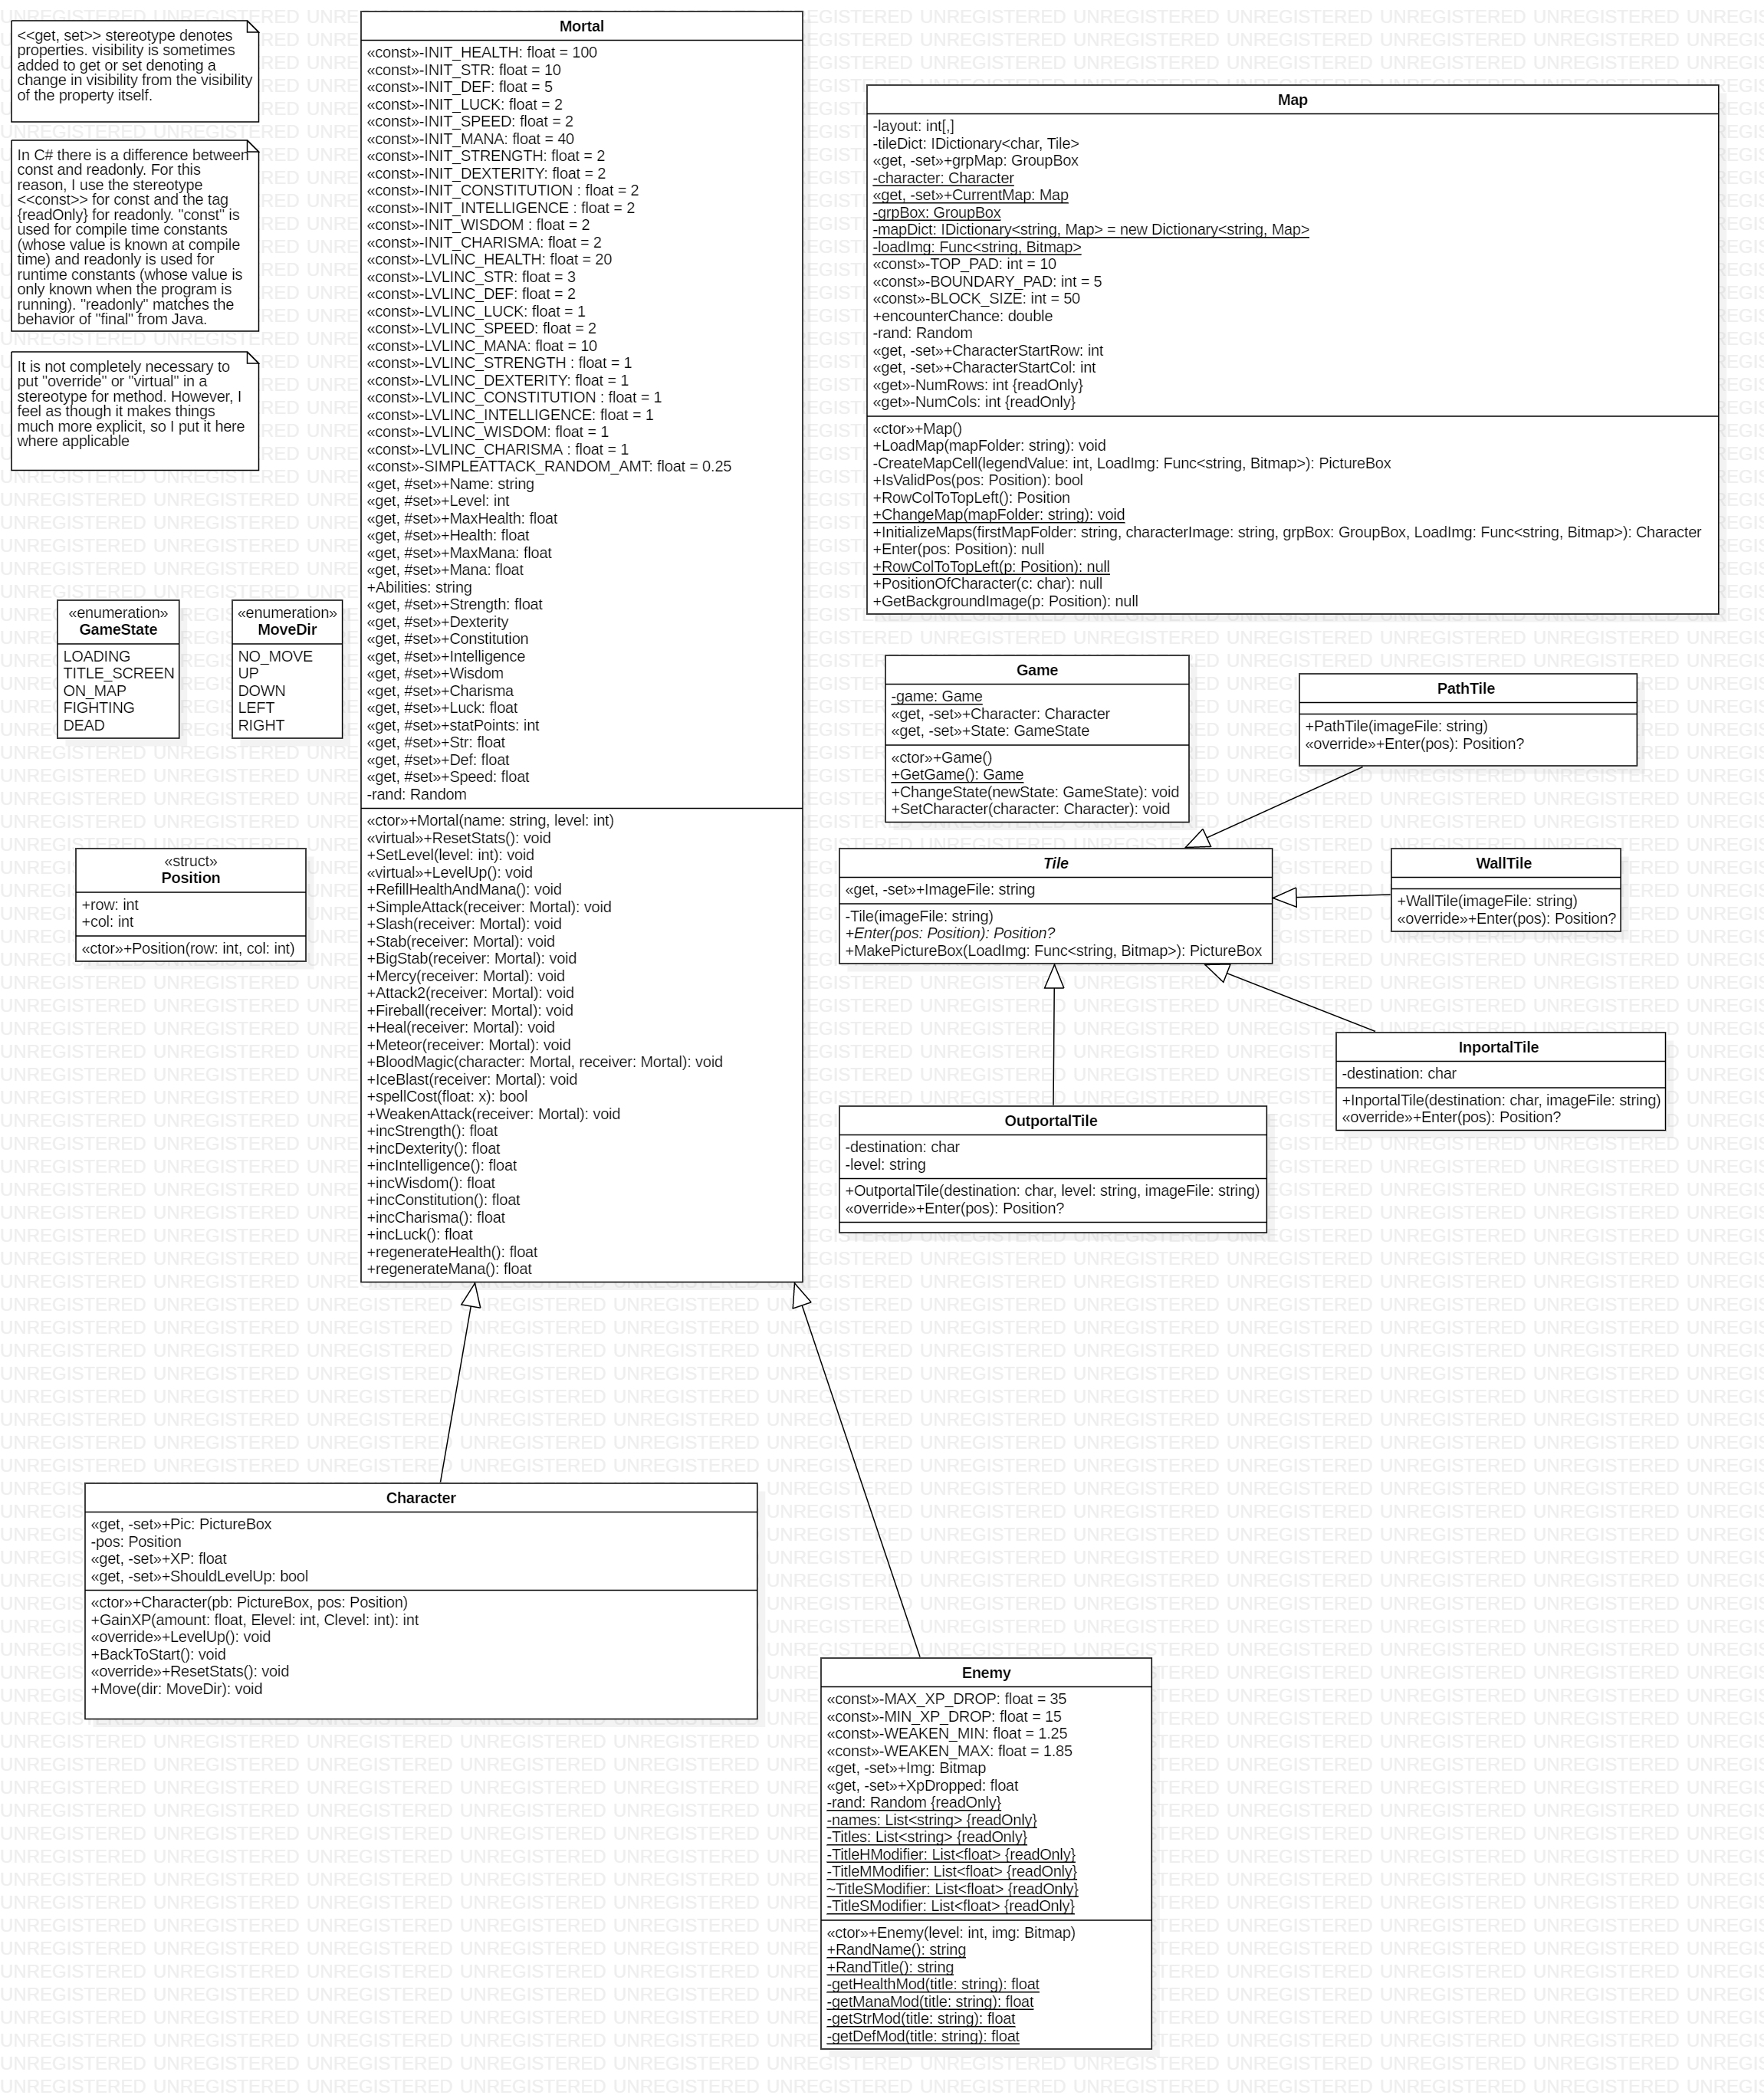 <<get, set>> stereotype denotes
properties. visibility is sometimes
added to get or set denoting a
change in visibility from the visibility
of the property itself.
In C# there is a difference between
const and readonly. For this
reason, I use the stereotype
<<const>> for const and the tag
{readOnly} for readonly. "const" is
used for compile time constants
(whose value is known at compile
time) and readonly is used for
runtime constants (whose value is
only known when the program is
running). "readonly" matches the
behavior of "final" from Java.
It is not completely necessary to
put "override" or "virtual" in a
stereotype for method. However, I
feel as though it makes things
much more explicit, so I put it here
where applicable
«enumeration»
GameState
LOADING
TITLE_SCREEN
ON_MAP
FIGHTING
DEAD
«enumeration»
MoveDir
NO_MOVE
UP
DOWN
LEFT
RIGHT
«struct»
Position
+row: int
+col: int
«ctor»+Position(row: int, col: int)
Mortal
«const»-INIT_HEALTH: float = 100
«const»-INIT_STR: float = 10
«const»-INIT_DEF: float = 5
«const»-INIT_LUCK: float = 2
«const»-INIT_SPEED: float = 2
«const»-INIT_MANA: float = 40
«const»-INIT_STRENGTH: float = 2
«const»-INIT_DEXTERITY: float = 2
«const»-INIT_CONSTITUTION : float = 2
«const»-INIT_INTELLIGENCE : float = 2
«const»-INIT_WISDOM : float = 2
«const»-INIT_CHARISMA: float = 2
«const»-LVLINC_HEALTH: float = 20
«const»-LVLINC_STR: float = 3
«const»-LVLINC_DEF: float = 2
«const»-LVLINC_LUCK: float = 1
«const»-LVLINC_SPEED: float = 2
«const»-LVLINC_MANA: float = 10
«const»-LVLINC_STRENGTH : float = 1
«const»-LVLINC_DEXTERITY: float = 1
«const»-LVLINC_CONSTITUTION : float = 1
«const»-LVLINC_INTELLIGENCE: float = 1
«const»-LVLINC_WISDOM: float = 1
«const»-LVLINC_CHARISMA : float = 1
«const»-SIMPLEATTACK_RANDOM_AMT: float = 0.25
«get, #set»+Name: string
«get, #set»+Level: int
«get, #set»+MaxHealth: float
«get, #set»+Health: float
«get, #set»+MaxMana: float
«get, #set»+Mana: float
+Abilities: string
«get, #set»+Strength: float
«get, #set»+Dexterity
«get, #set»+Constitution
«get, #set»+Intelligence
«get, #set»+Wisdom
«get, #set»+Charisma
«get, #set»+Luck: float
«get, #set»+statPoints: int
«get, #set»+Str: float
«get, #set»+Def: float
«get, #set»+Speed: float
-rand: Random
«ctor»+Mortal(name: string, level: int)
«virtual»+ResetStats(): void
+SetLevel(level: int): void
«virtual»+LevelUp(): void
+RefillHealthAndMana(): void
+SimpleAttack(receiver: Mortal): void
+Slash(receiver: Mortal): void
+Stab(receiver: Mortal): void
+BigStab(receiver: Mortal): void
+Mercy(receiver: Mortal): void
+Attack2(receiver: Mortal): void
+Fireball(receiver: Mortal): void
+Heal(receiver: Mortal): void
+Meteor(receiver: Mortal): void
+BloodMagic(character: Mortal, receiver: Mortal): void
+IceBlast(receiver: Mortal): void
+spellCost(float: x): bool
+WeakenAttack(receiver: Mortal): void
+incStrength(): float
+incDexterity(): float
+incIntelligence(): float
+incWisdom(): float
+incConstitution(): float
+incCharisma(): float
+incLuck(): float
+regenerateHealth(): float
+regenerateMana(): float
Map
-layout: int[,]
-tileDict: IDictionary<char, Tile>
«get, -set»+grpMap: GroupBox
-character: Character
«get, -set»+CurrentMap: Map
-grpBox: GroupBox
-mapDict: IDictionary<string, Map> = new Dictionary<string, Map>
-loadImg: Func<string, Bitmap>
«const»-TOP_PAD: int = 10
«const»-BOUNDARY_PAD: int = 5
«const»-BLOCK_SIZE: int = 50
+encounterChance: double
-rand: Random
«get, -set»+CharacterStartRow: int
«get, -set»+CharacterStartCol: int
«get»-NumRows: int {readOnly}
«get»-NumCols: int {readOnly}
«ctor»+Map()
+LoadMap(mapFolder: string): void
-CreateMapCell(legendValue: int, LoadImg: Func<string, Bitmap>): PictureBox
+IsValidPos(pos: Position): bool
+RowColToTopLeft(): Position
+ChangeMap(mapFolder: string): void
+InitializeMaps(firstMapFolder: string, characterImage: string, grpBox: GroupBox, LoadImg: Func<string, Bitmap>): Character
+Enter(pos: Position): null
+RowColToTopLeft(p: Position): null
+PositionOfCharacter(c: char): null
+GetBackgroundImage(p: Position): null
Game
-game: Game
«get, -set»+Character: Character
«get, -set»+State: GameState
«ctor»+Game()
+GetGame(): Game
+ChangeState(newState: GameState): void
+SetCharacter(character: Character): void
PathTile
+PathTile(imageFile: string)
«override»+Enter(pos): Position?
Tile
«get, -set»+ImageFile: string
-Tile(imageFile: string)
+Enter(pos: Position): Position?
+MakePictureBox(LoadImg: Func<string, Bitmap>): PictureBox
WallTile
+WallTile(imageFile: string)
«override»+Enter(pos): Position?
InportalTile
-destination: char
+InportalTile(destination: char, imageFile: string)
«override»+Enter(pos): Position?
OutportalTile
-destination: char
-level: string
+OutportalTile(destination: char, level: string, imageFile: string)
«override»+Enter(pos): Position?
Character
«get, -set»+Pic: PictureBox
-pos: Position
«get, -set»+XP: float
«get, -set»+ShouldLevelUp: bool
«ctor»+Character(pb: PictureBox, pos: Position)
+GainXP(amount: float, Elevel: int, Clevel: int): int
«override»+LevelUp(): void
+BackToStart(): void
«override»+ResetStats(): void
+Move(dir: MoveDir): void
Enemy
«const»-MAX_XP_DROP: float = 35
«const»-MIN_XP_DROP: float = 15
«const»-WEAKEN_MIN: float = 1.25
«const»-WEAKEN_MAX: float = 1.85
«get, -set»+Img: Bitmap
«get, -set»+XpDropped: float
-rand: Random {readOnly}
-names: List<string> {readOnly}
-Titles: List<string> {readOnly}
-TitleHModifier: List<float> {readOnly}
-TitleMModifier: List<float> {readOnly}
~TitleSModifier: List<float> {readOnly}
-TitleSModifier: List<float> {readOnly}
«ctor»+Enemy(level: int, img: Bitmap)
+RandName(): string
+RandTitle(): string
-getHealthMod(title: string): float
-getManaMod(title: string): float
-getStrMod(title: string): float
-getDefMod(title: string): float